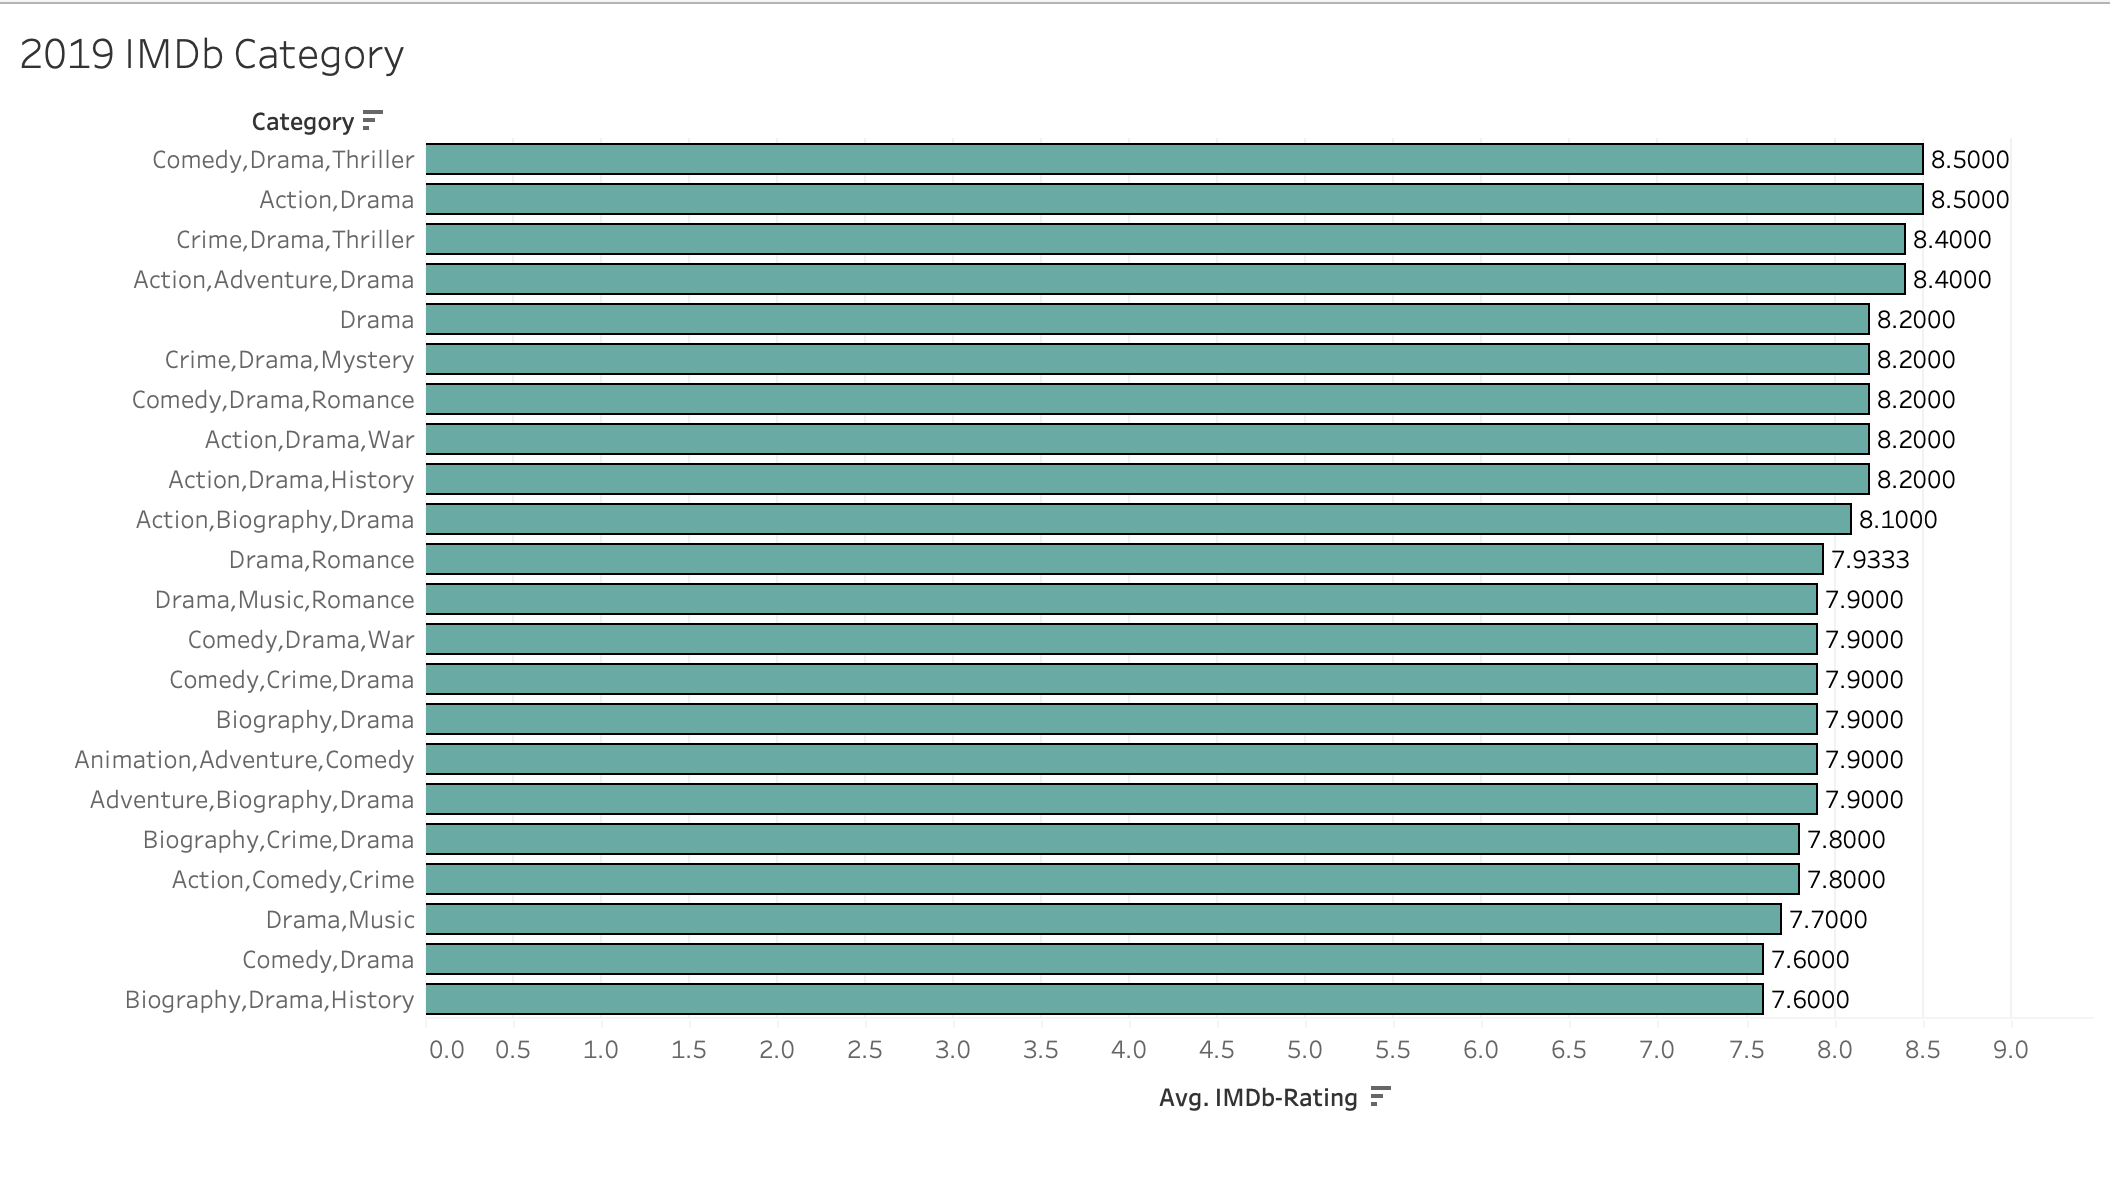 2019 IMDb Category
Category
Comedy,Drama,Thriller 8.5000
Action,Drama 8.5000
Crime,Drama,Thriller 8.4000
Action,Adventure,Drama 8.4000
Drama 8.2000
Crime,Drama,Mystery 8.2000
Comedy,Drama,Romance 8.2000
Action,Drama,War 8.2000
Action,Drama,History 8.2000
Action,Biography,Drama 8.1000
Drama,Romance 7.9333
Drama,Music,Romance 7.9000
Comedy,Drama,War 7.9000
Comedy,Crime,Drama 7.9000
Biography,Drama 7.9000
Animation,Adventure,Comedy 7.9000
Adventure,Biography,Drama 7.9000
Biography,Crime,Drama 7.8000
Action,Comedy,Crime 7.8000
Drama,Music 7.7000
Comedy,Drama 7.6000
Biography,Drama,History 7.6000
0.0 0.5 1.0 1.5 2.0 2.5 3.0 3.5 4.0 4.5 5.0 5.5 6.0 6.5 7.0 7.5 8.0 8.5 9.0
Avg. IMDb-Rating